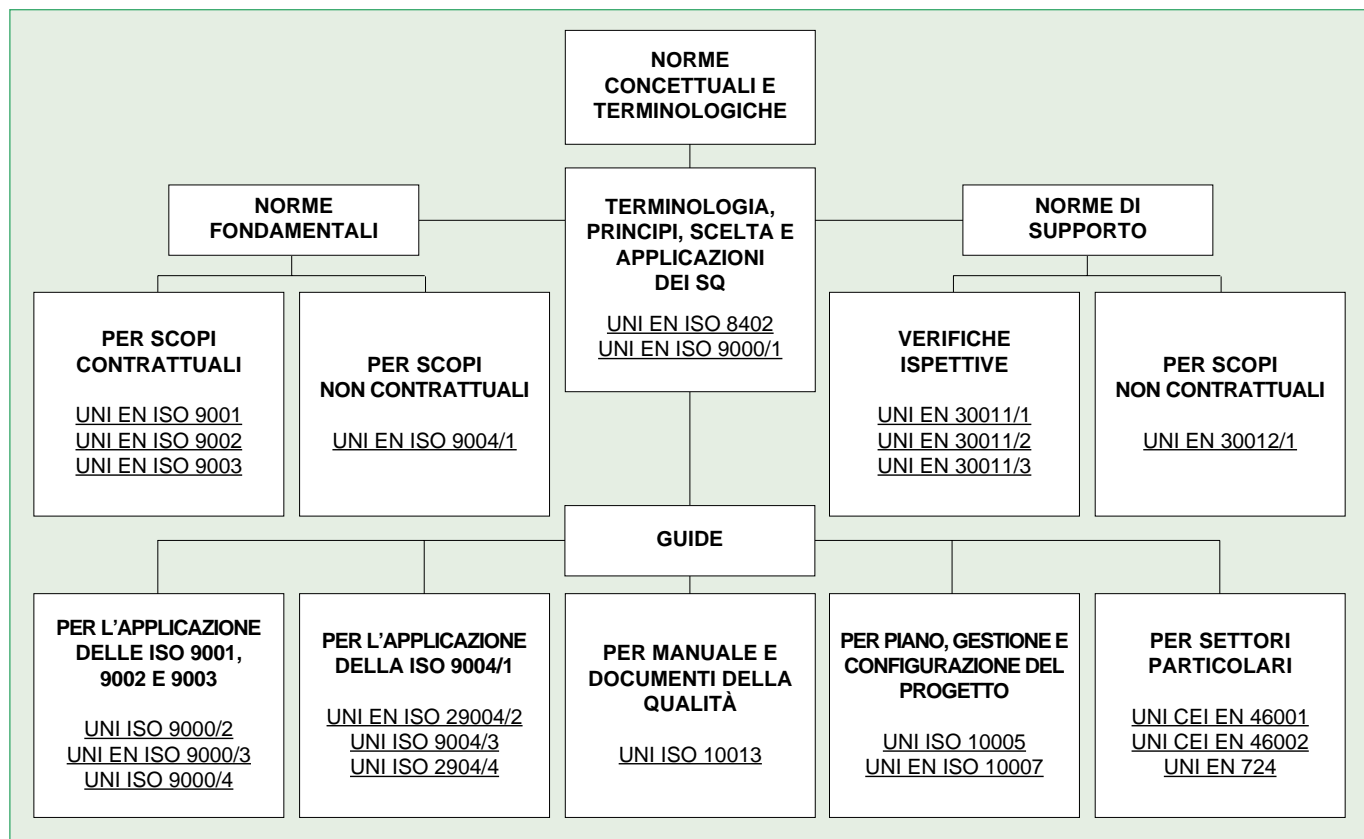 NORME
CONCETTUALI E
TERMINOLOGICHE
NORME
FONDAMENTALI
TERMINOLOGIA,
PRINCIPI, SCELTA E
APPLICAZIONI
DEI SQ
UNI EN ISO 8402
UNI EN ISO 9000/1
NORME DI
SUPPORTO
PER SCOPI
CONTRATTUALI
UNI EN ISO 9001
UNI EN ISO 9002
UNI EN ISO 9003
PER SCOPI
NON CONTRATTUALI
UNI EN ISO 9004/1
VERIFICHE
ISPETTIVE
UNI EN 30011/1
UNI EN 30011/2
UNI EN 30011/3
PER SCOPI
NON CONTRATTUALI
UNI EN 30012/1
GUIDE
PER L'APPLICAZIONE
DELLE ISO 9001,
9002 E 9003
UNI ISO 9000/2
UNI EN ISO 9000/3
UNI ISO 9000/4
PER L'APPLICAZIONE
DELLA ISO 9004/1
UNI EN ISO 29004/2
UNI ISO 9004/3
UNI ISO 2904/4
PER MANUALE E
DOCUMENTI DELLA
QUALITÀ
UNI ISO 10013
PER PIANO, GESTIONE E
CONFIGURAZIONE DEL
PROGETTO
UNI ISO 10005
UNI EN ISO 10007
PER SETTORI
PARTICOLARI
UNI CEI EN 46001
UNI CEI EN 46002
UNI EN 724